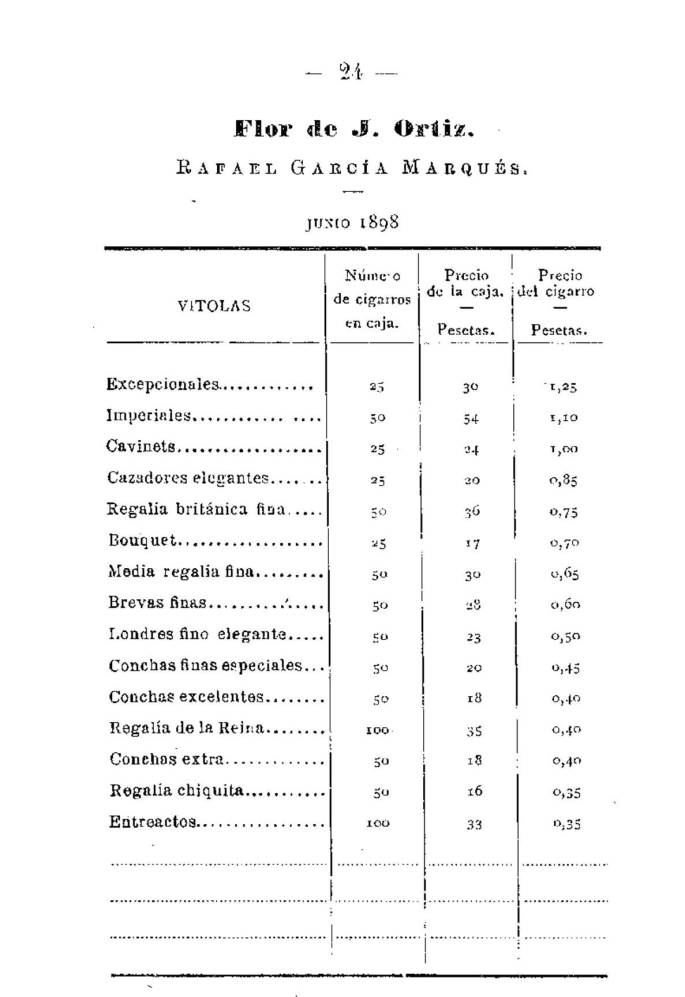 — 24 —
Flor de J. Ortiz.
RAFAEL GARCÍA MARQUÉS.
JUNIO 1898
VITOLAS
Número de cigarros en caja.
Precio de la caja. — Pesetas.
Precio del cigarro — Pesetas.
Excepcionales............. 25 30 1,25
Imperiales............ .... 50 54 1,10
Cavinets................... 25 24 1,00
Cazadores elegantes....... 25 20 0,85
Regalia británica fina..... 50 36 0,75
Bouquet.................... 25 17 0,70
Media regalia fina......... 50 30 0,65
Brevas finas............... 50 28 0,60
Londres fino elegante..... 50 23 0,50
Conchas finas especiales... 50 20 0,45
Conchas excelentes........ 50 18 0,40
Regalía de la Reina........ 100 35 0,40
Conchas extra............. 50 18 0,40
Regalía chiquita........... 50 16 0,35
Entreactos................. 100 33 0,35